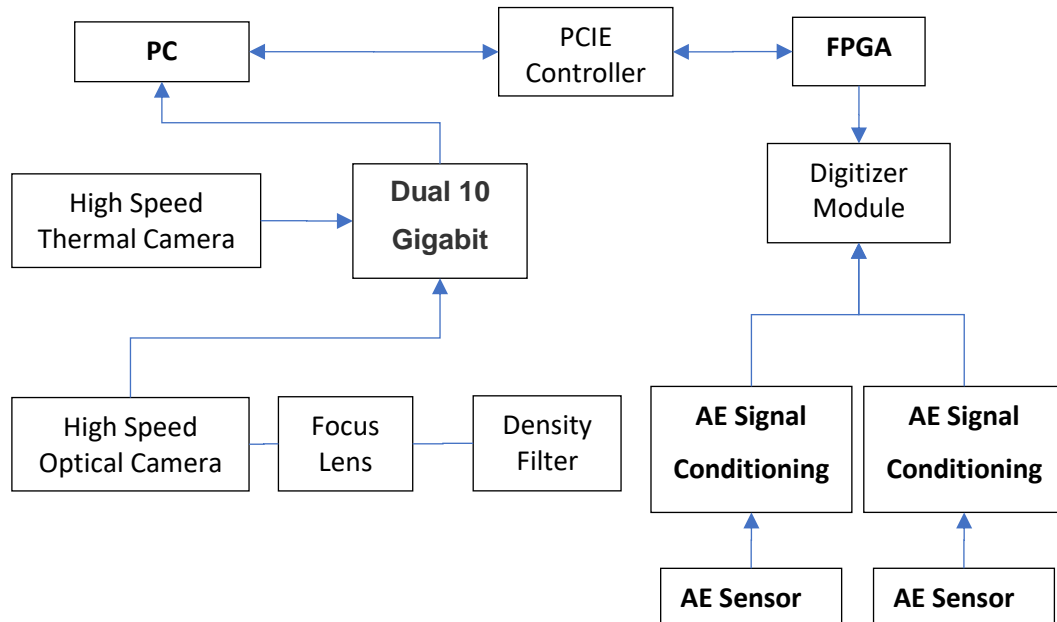 PC
PCIE
Controller
FPGA
Dual 10
Gigabit
Digitizer
Module
High Speed
Thermal Camera
High Speed
Optical Camera
Focus
Lens
Density
Filter
AE Signal
Conditioning
AE Signal
Conditioning
AE Sensor
AE Sensor